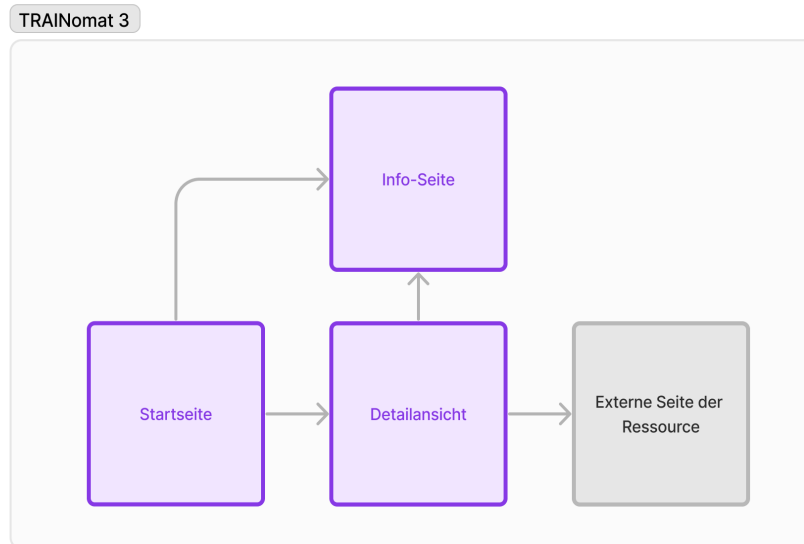 TRAINomat 3
Info-Seite
Startseite
Detailansicht
Externe Seite der
Ressource